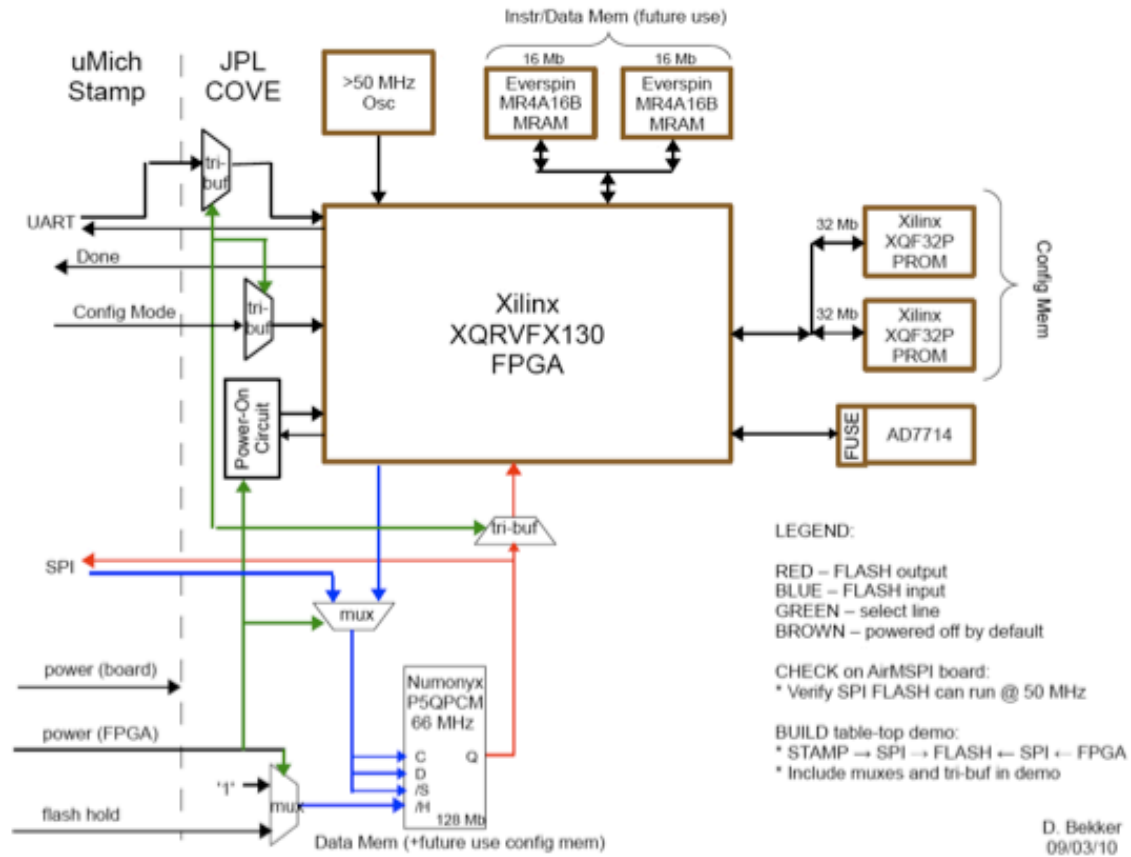 Instr/Data Mem (future use)
uMich
Stamp
JPL
COVE
>50 MHz
Osc
16 Mb
Everspin
MR4A16B
MRAM
16 Mb
Everspin
MR4A16B
MRAM
tri-
buf
UART
Done
Config Mode
tri-
buf
Xilinx
XQRVFX130
FPGA
32 Mb
Xilinx
XQF32P
PROM
32 Mb
Xilinx
XQF32P
PROM
Config Mem
Power-On
Circuit
FUSE
AD7714
tri-buf
SPI
mux
LEGEND:
RED – FLASH output
BLUE – FLASH input
GREEN – select line
BROWN – powered off by default
CHECK on AirMSPI board:
* Verify SPI FLASH can run @ 50 MHz
BUILD table-top demo:
* STAMP → SPI → FLASH ← SPI ← FPGA
* Include muxes and tri-buf in demo
power (board)
power (FPGA)
'1'
mux
flash hold
Numonyx
P5QPCM
66 MHz
C
D
/S
/H
Q
128 Mb
Data Mem (+future use config mem)
D. Bekker
09/03/10